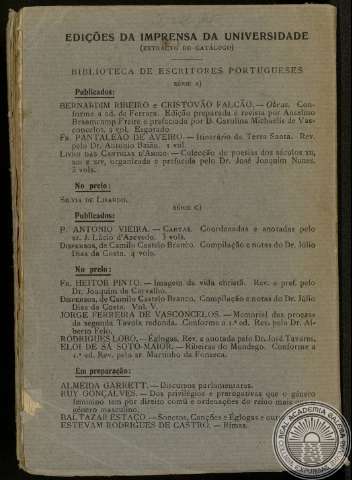 EDIÇÕES DA IMPRENSA DA UNIVERSIDADE
(EXTRACTO DO CATÁLOGO)
BIBLIOTECA DE ESCRITORES PORTUGUESES
SÉRIE A)
Publicados:
BERNARDIM RIBEIRO e CRISTOVÃO FALCÃO. — Obras. Con-
forme a ed. de Ferrara. Edição preparada e revista por Anselmo
Braamcamp Freire e prefaciada por D. Carolina Michaëlis de Vas-
concelos. 2 vol. Esgotado.
FR. PANTALEÃO DE AVEIRO. — Itinerário da Terra Santa. Rev.
pelo Dr. António Baião. 1 vol.
LIVRO DAS CANTIGAS D'AMIGO. — Colecção de poesias dos séculos XII,
XIII e XIV, organizada e prefaciada pelo Dr. José Joaquim Nunes.
3 vols.
No prelo:
SILVIA DE LISARDO.
SÉRIE C)
Publicados:
P. ANTONIO VIEIRA. — CARTAS. Coordenadas e anotadas pelo
sr. J. Lúcio d'Azevedo. 3 vols.
DISPERSOS, de Camilo Castelo Branco. Compilação e notas do Dr. Júlio
Dias da Costa. 4 vols.
No prelo:
FR. HEITOR PINTO. — Imagem da vida christã. Rev. e pref. pelo
Dr. Joaquim de Carvalho.
DISPERSOS, de Camilo Castelo Branco. Compilação e notas do Dr. Júlio
Dias da Costa. Vol. V.
JORGE FERREIRA DE VASCONCELOS. — Memorial das proezas
da segunda Tavola redonda. Conforme a 1.ª ed. Rev. pelo Dr. Al-
berto Feio.
RODRIGUES LOBO. — Églogas. Rev. e anotada pelo Dr. José Tavares.
ELOI DE SÁ SOTO-MAIOR. — Ribeiras do Mondego. Conforme a
1.ª ed. Rev. pelo sr. Martinho da Fonseca.
Em preparação:
ALMEIDA GARRETT. — Discursos parlamentares.
RUY GONÇALVES. — Dos privilégios e prerogativas que o género
feminino tem por direito comũ e ordenações do reino mais que o
género masculino.
BALTAZAR ESTAÇO. — Sonetos, Canções e Églogas e
ESTEVAM RODRIGUES DE CASTRO. — Rimas.
REAL ACADEMIA GALEGA